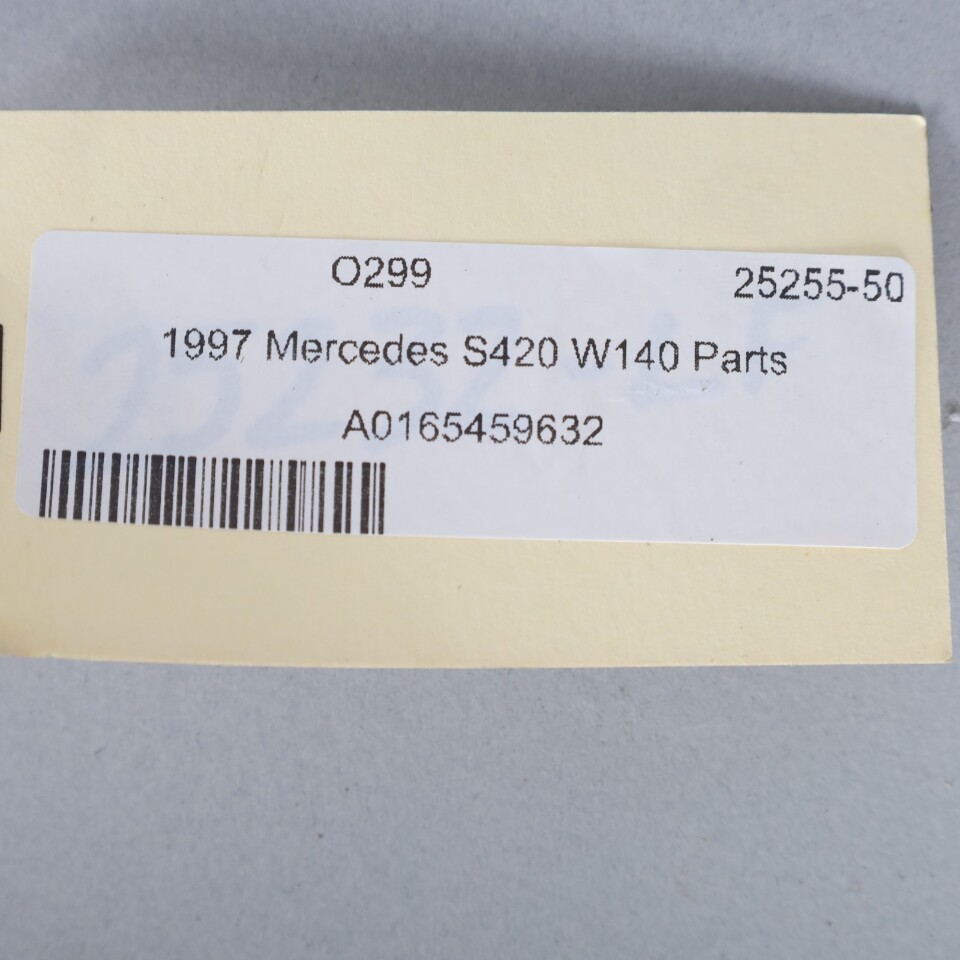 O299 25255-50
1997 Mercedes S420 W140 Parts
A0165459632